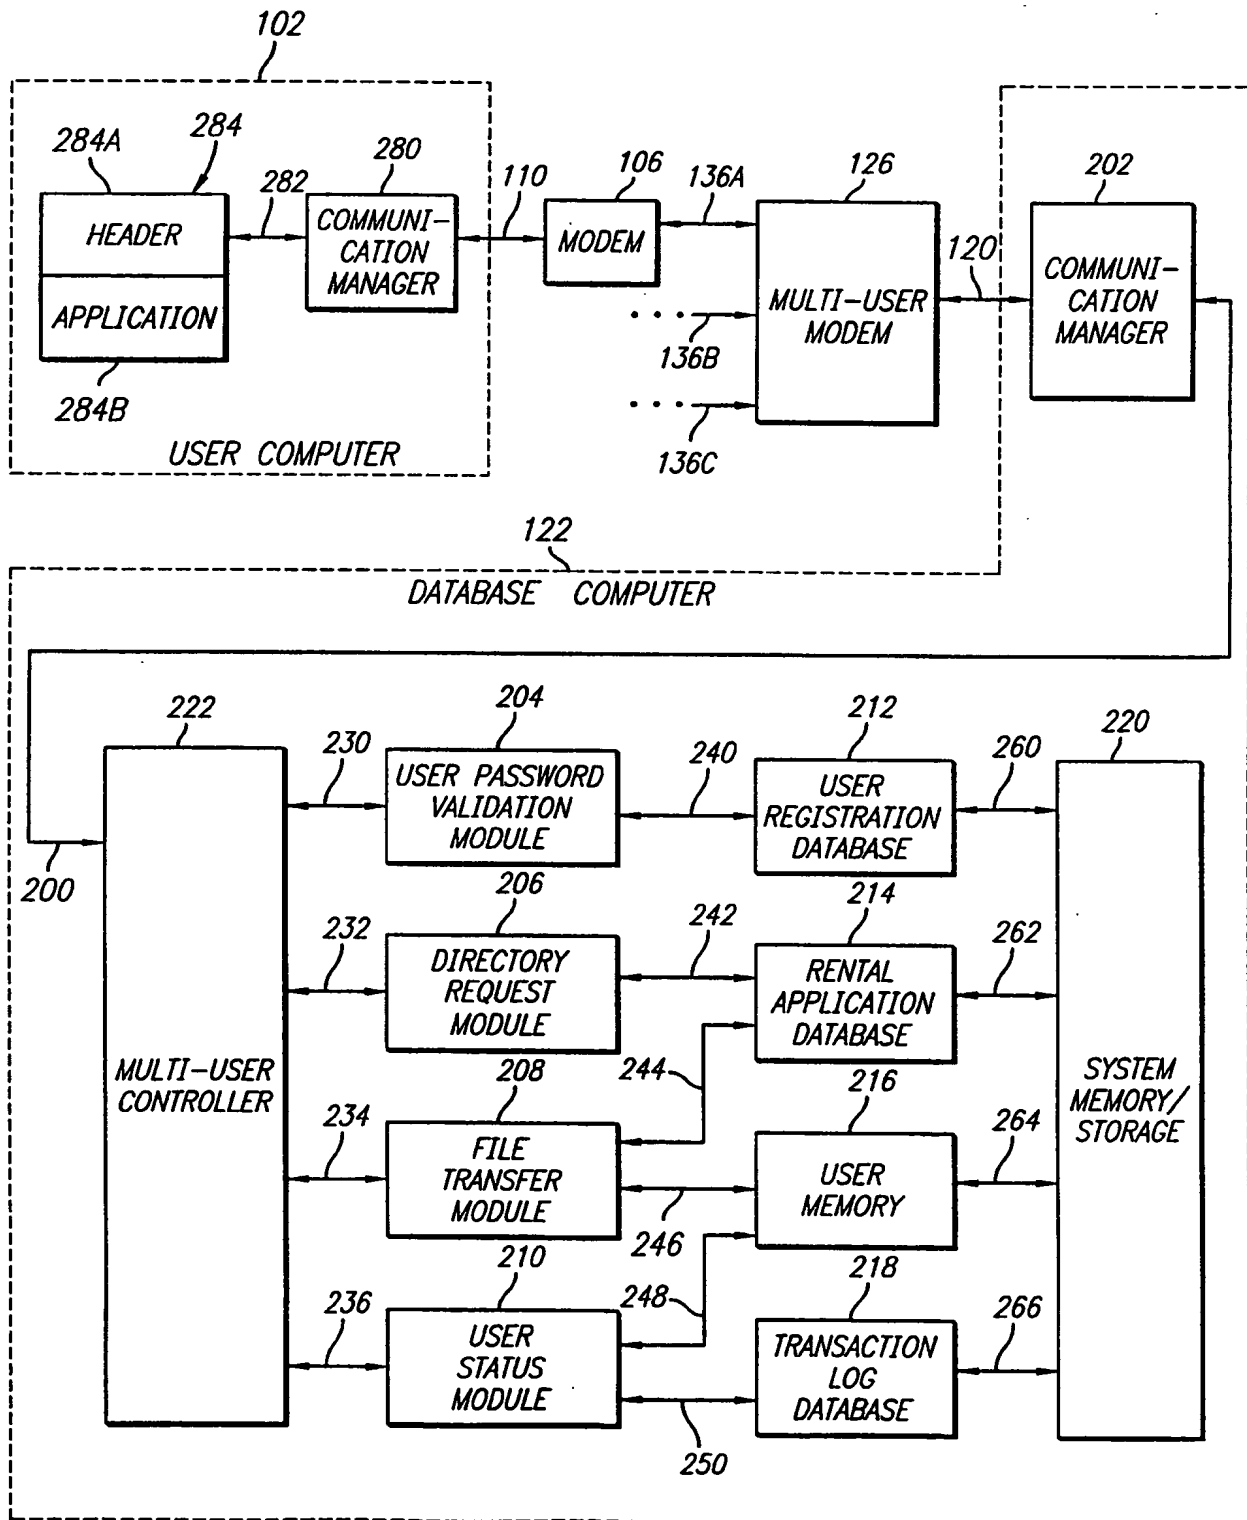 102
284A
284
282
280
110
106
136A
126
202
HEADER
APPLICATION
284B
COMMUNI-
CATION
MANAGER
MODEM
136B
136C
MULTI-USER
MODEM
120
COMMUNI-
CATION
MANAGER
USER COMPUTER
122
DATABASE COMPUTER
200
222
MULTI-USER
CONTROLLER
230
204
USER PASSWORD
VALIDATION
MODULE
240
212
USER
REGISTRATION
DATABASE
260
220
SYSTEM
MEMORY/
STORAGE
232
206
DIRECTORY
REQUEST
MODULE
242
214
RENTAL
APPLICATION
DATABASE
262
244
234
208
FILE
TRANSFER
MODULE
246
216
USER
MEMORY
264
248
236
210
USER
STATUS
MODULE
250
218
TRANSACTION
LOG
DATABASE
266